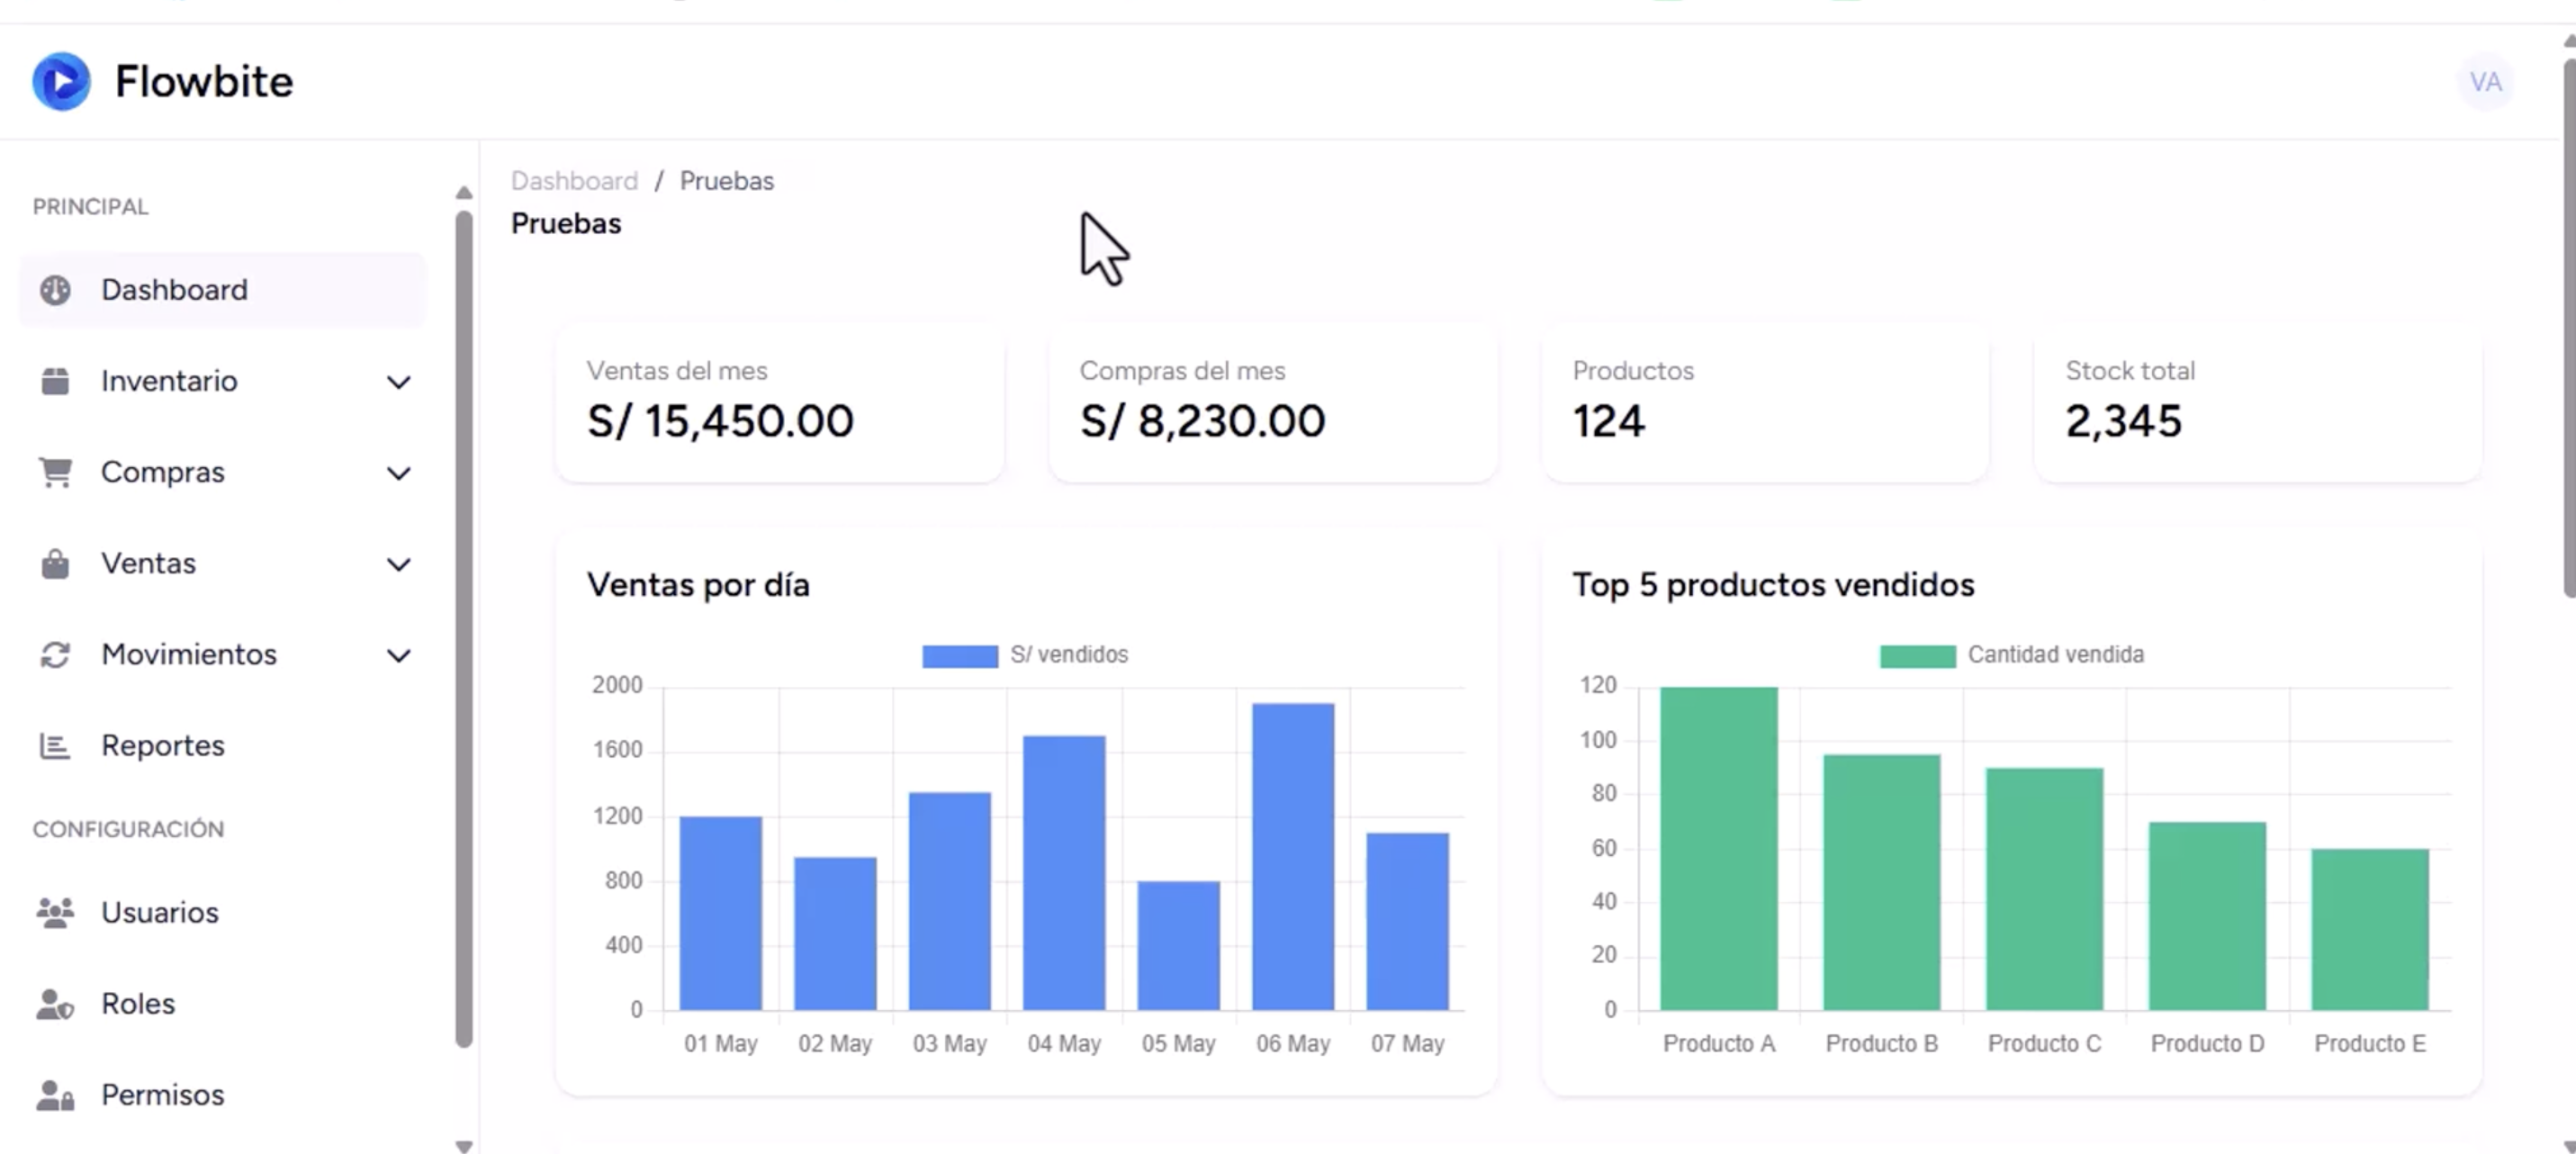 Flowbite
VA
PRINCIPAL
Dashboard
Inventario
Compras
Ventas
Movimientos
Reportes
CONFIGURACIÓN
Usuarios
Roles
Permisos
Dashboard / Pruebas
Pruebas
Ventas del mes
S/ 15,450.00
Compras del mes
S/ 8,230.00
Productos
124
Stock total
2,345
Ventas por día
S/ vendidos
2000
1600
1200
800
400
0
01 May 02 May 03 May 04 May 05 May 06 May 07 May
Top 5 productos vendidos
Cantidad vendida
120
100
80
60
40
20
0
Producto A Producto B Producto C Producto D Producto E